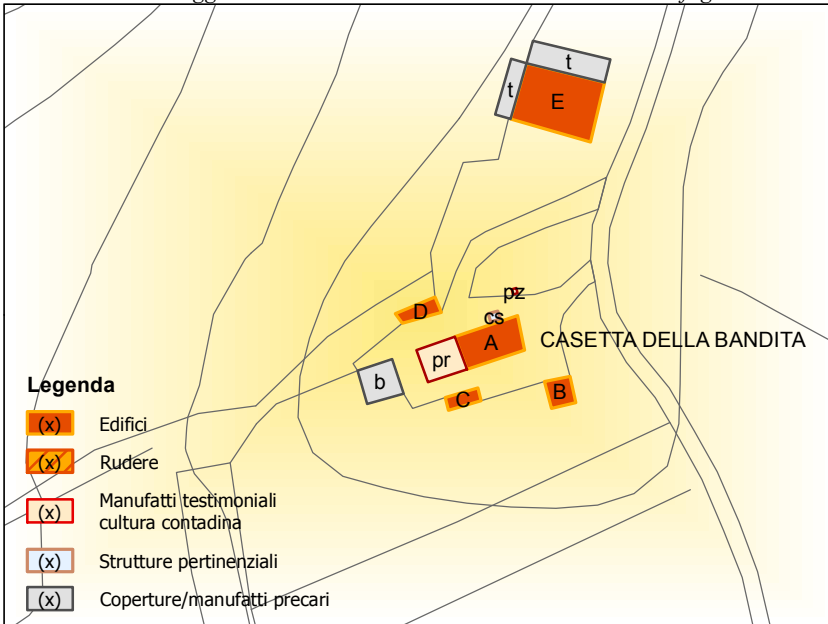 t
t
E
pz
D
cs
A
CASETTA DELLA BANDITA
pr
b
B
C
Legenda
(x) Edifici
(x) Rudere
(x) Manufatti testimoniali
cultura contadina
(x) Strutture pertinenziali
(x) Coperture/manufatti precari